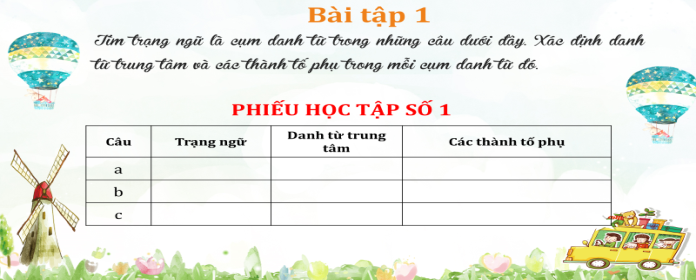 Bài tập 1
Tìm trạng ngữ là cụm danh từ trong những câu dưới đây. Xác định danh
từ trung tâm và các thành tố phụ trong mỗi cụm danh từ đó.
PHIẾU HỌC TẬP SỐ 1
Câu Trạng ngữ Danh từ trung tâm Các thành tố phụ
a
b
c